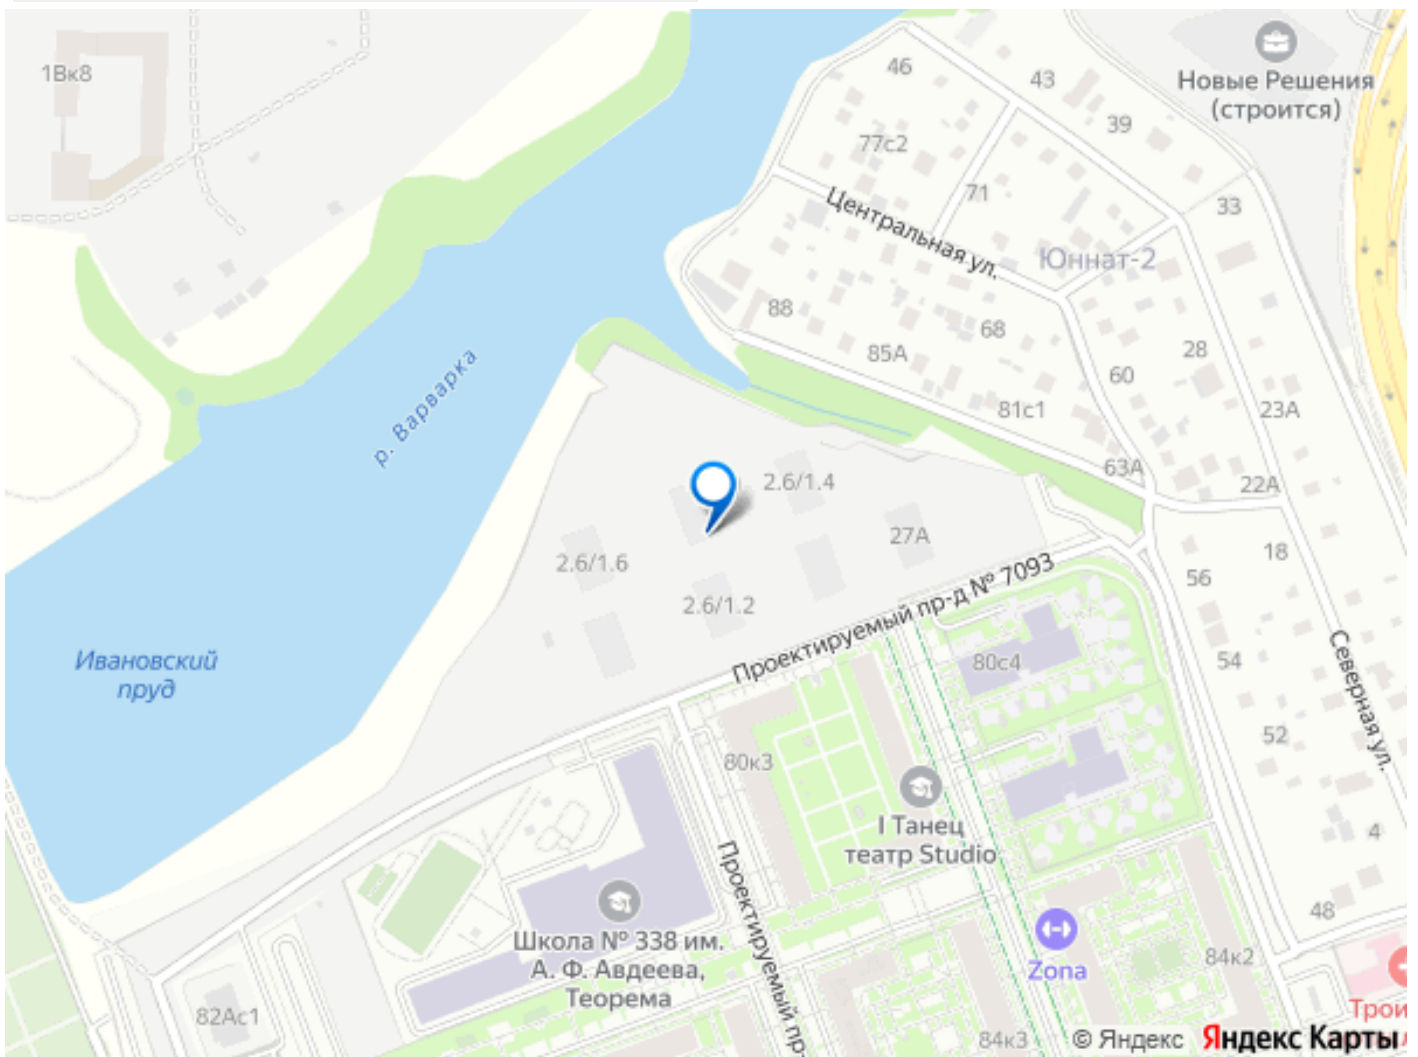 1Вк8
46
43
Новые Решения
(строится)
39
77с2
71
33
Центральная ул.
Юннат-2
88
68
85А
28
60
р. Варварка
81с1
23А
63А
22А
2.6/1.4
27А
18
2.6/1.6
56
2.6/1.2
Проектируемый пр-д № 7093
Ивановский
пруд
80с4
54
Северная ул.
52
80к3
I Танец
театр Studio
4
Проектируемый пр
48
Школа № 338 им.
А. Ф. Авдеева,
Теорема
Zona
84к2
82Ас1
Трои
84к3
© Яндекс Яндекс Карты